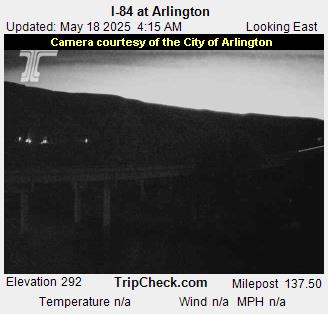 I-84 at Arlington
Updated: May 18 2025 4:15 AM Looking East
Camera courtesy of the City of Arlington
Elevation 292 TripCheck.com Milepost 137.50
Temperature n/a Wind n/a MPH n/a